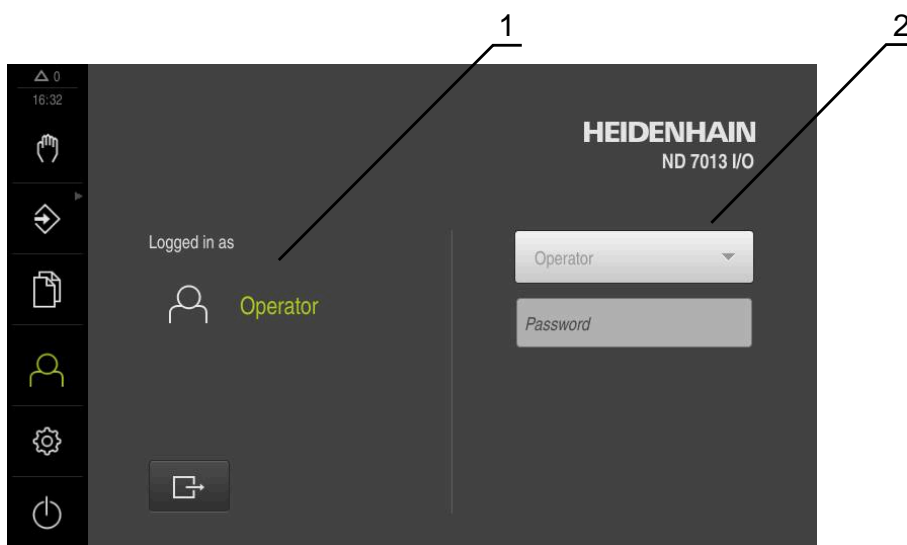 1
2
0
16:32
HEIDENHAIN
ND 7013 I/O
Logged in as
Operator
Operator
Password